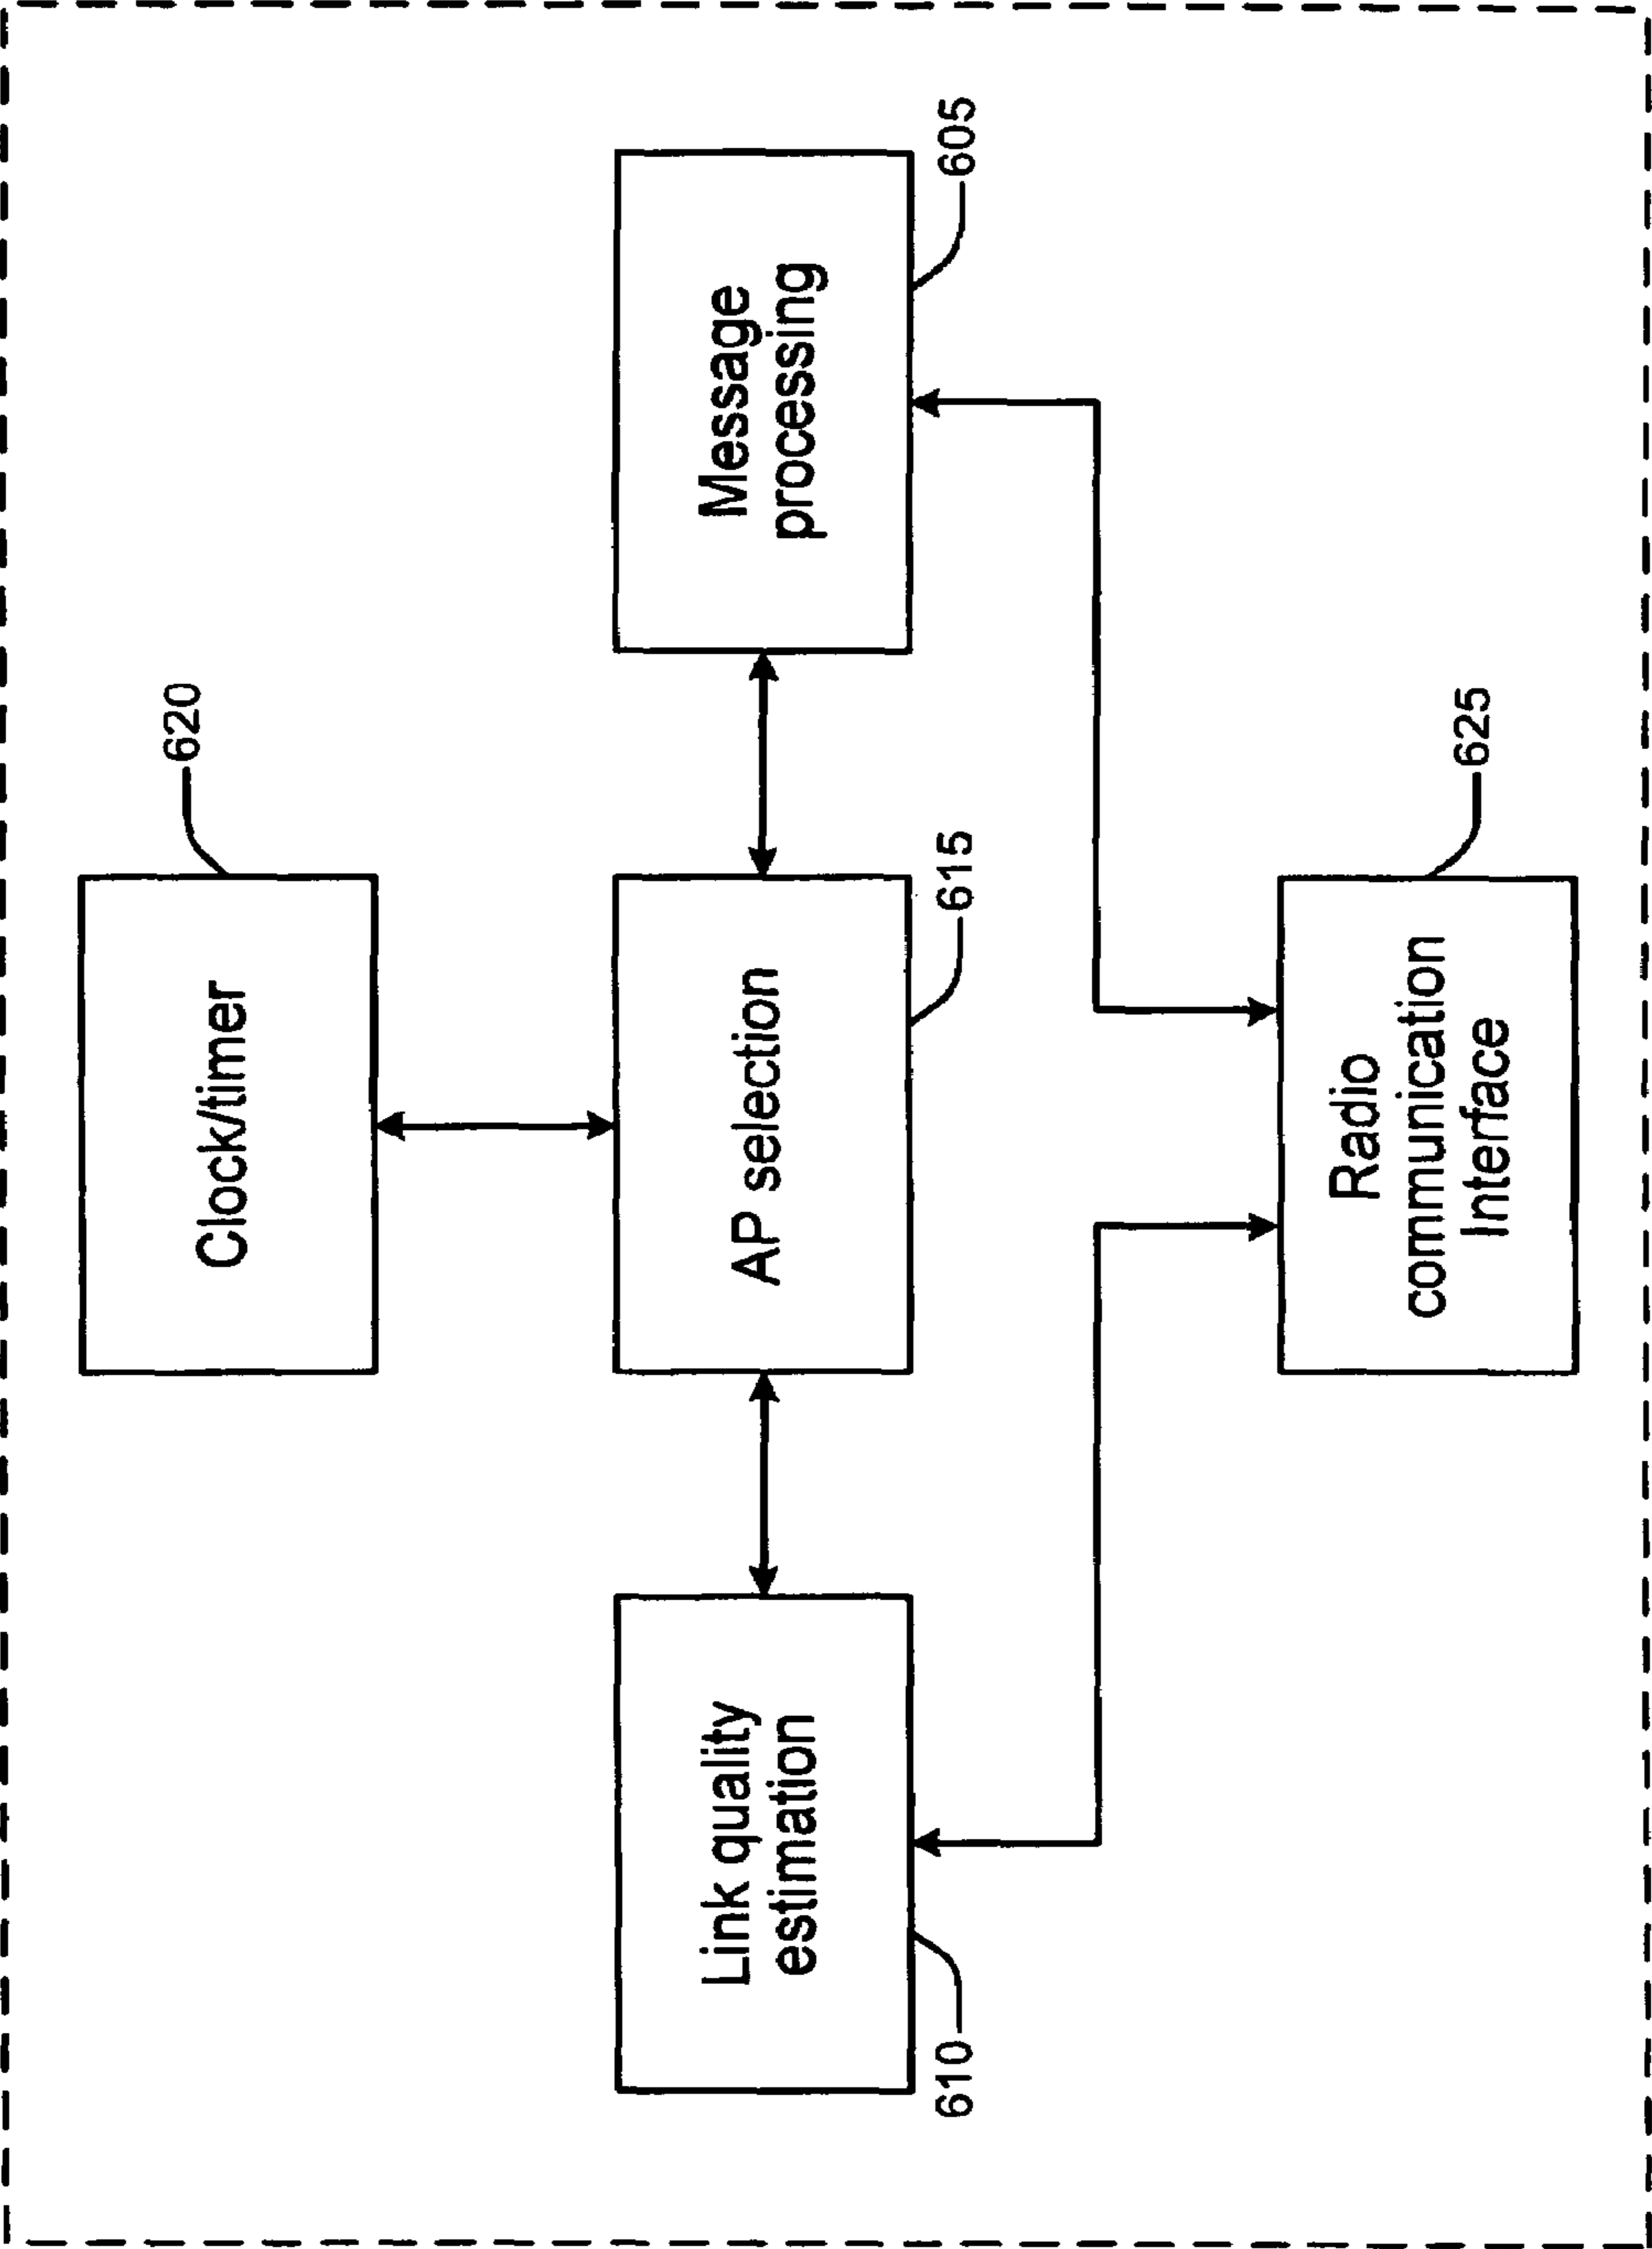 Clock/timer
620
Link quality
estimation
610
AP selection
615
Message
processing
605
Radio
communication
Interface
625